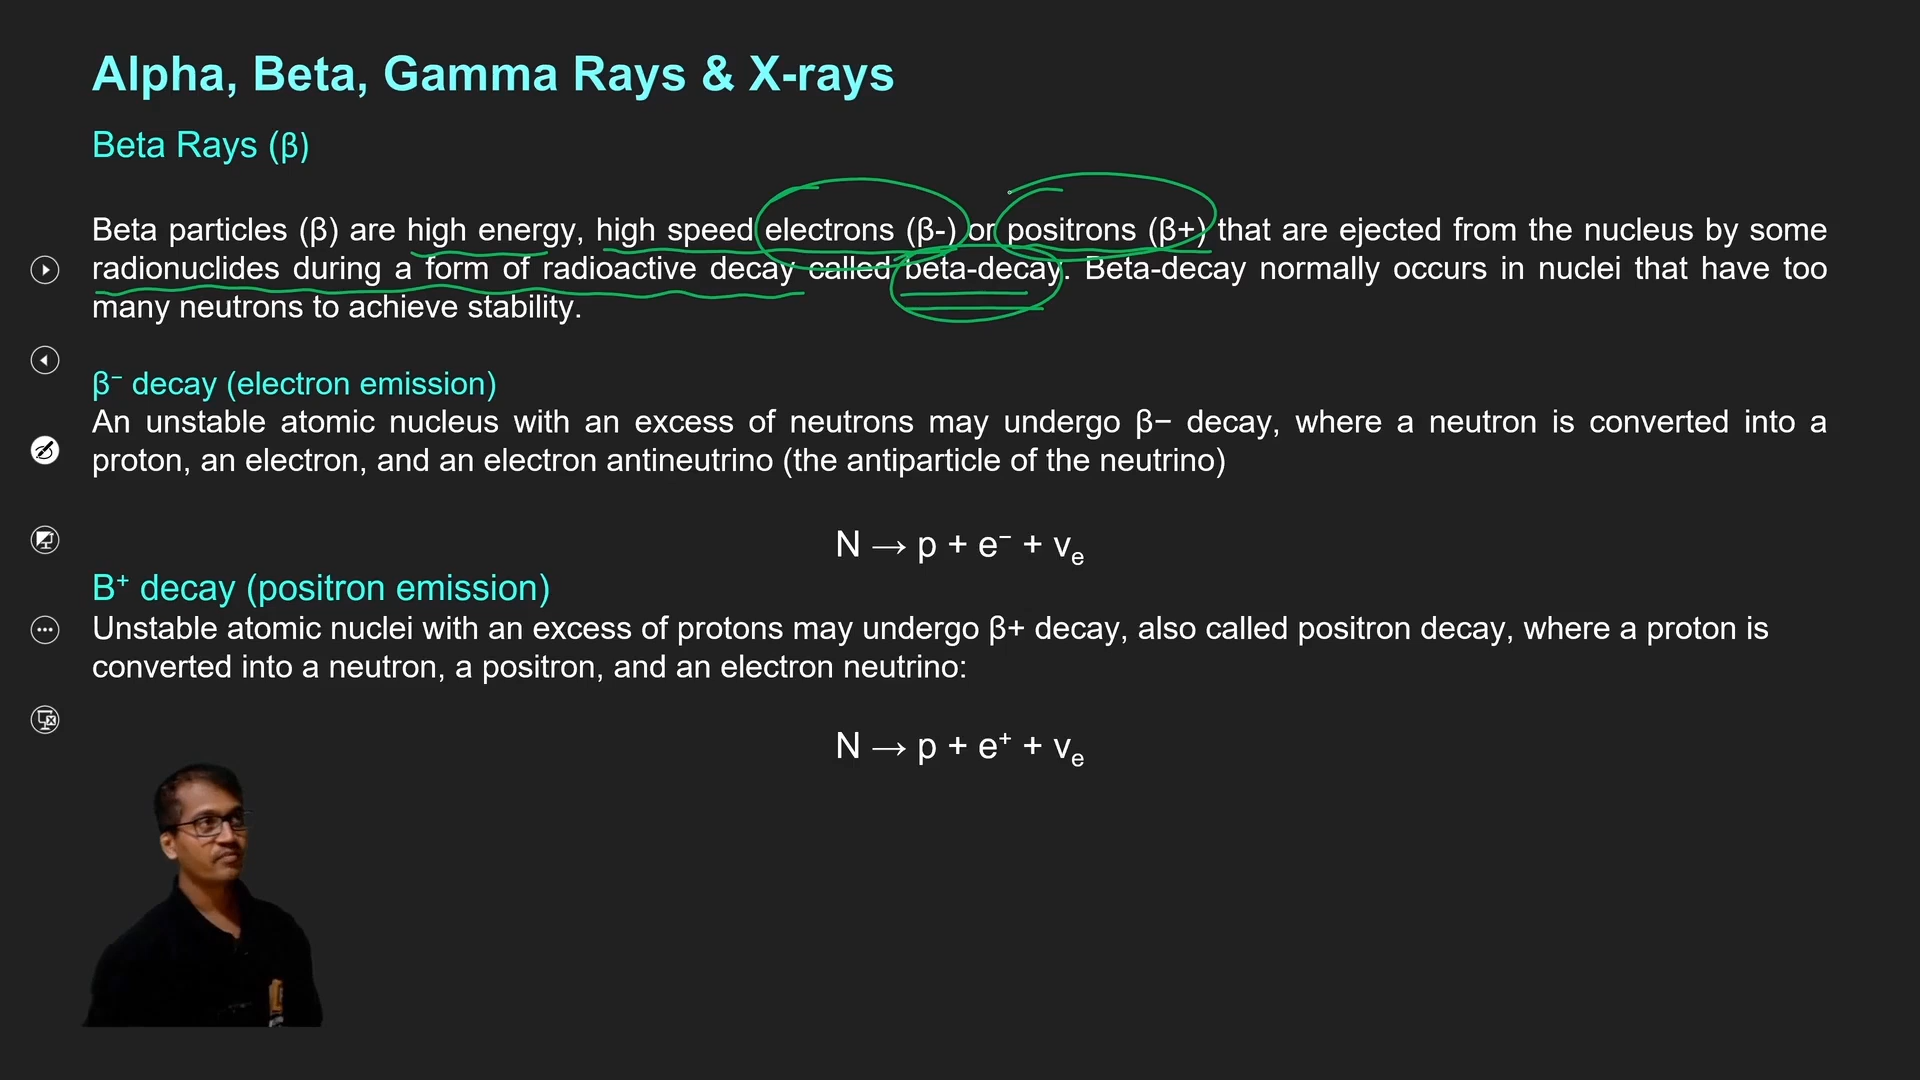 Alpha, Beta, Gamma Rays & X-rays
Beta Rays (β)
Beta particles (β) are high energy, high speed electrons (β-) or positrons (β+) that are ejected from the nucleus by some
radionuclides during a form of radioactive decay called beta-decay. Beta-decay normally occurs in nuclei that have too
many neutrons to achieve stability.
β⁻ decay (electron emission)
An unstable atomic nucleus with an excess of neutrons may undergo β− decay, where a neutron is converted into a
proton, an electron, and an electron antineutrino (the antiparticle of the neutrino)
N → p + e⁻ + vₑ
B⁺ decay (positron emission)
Unstable atomic nuclei with an excess of protons may undergo β+ decay, also called positron decay, where a proton is
converted into a neutron, a positron, and an electron neutrino:
N → p + e⁺ + vₑ